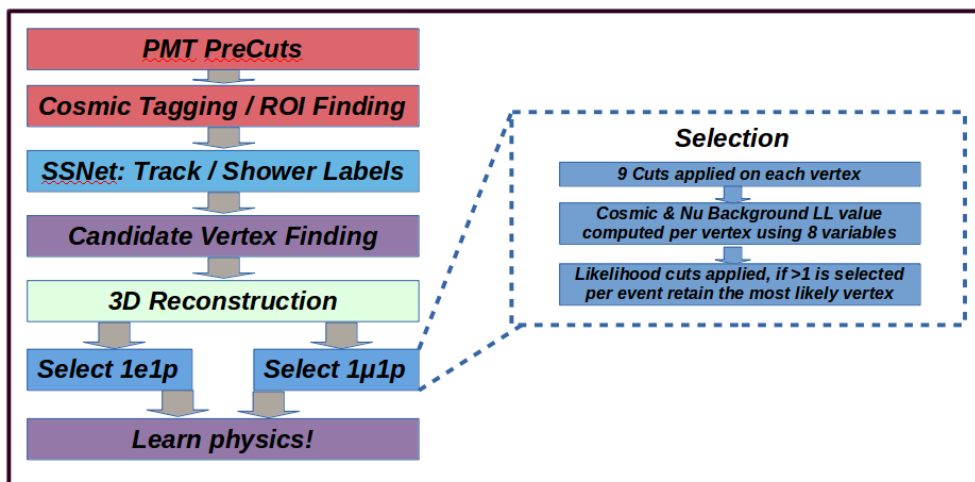 PMT PreCuts
Cosmic Tagging / ROI Finding
SSNet: Track / Shower Labels
Candidate Vertex Finding
3D Reconstruction
Select 1e1p
Select 1μ1p
Learn physics!
Selection
9 Cuts applied on each vertex
Cosmic & Nu Background LL value
computed per vertex using 8 variables
Likelihood cuts applied, if >1 is selected
per event retain the most likely vertex